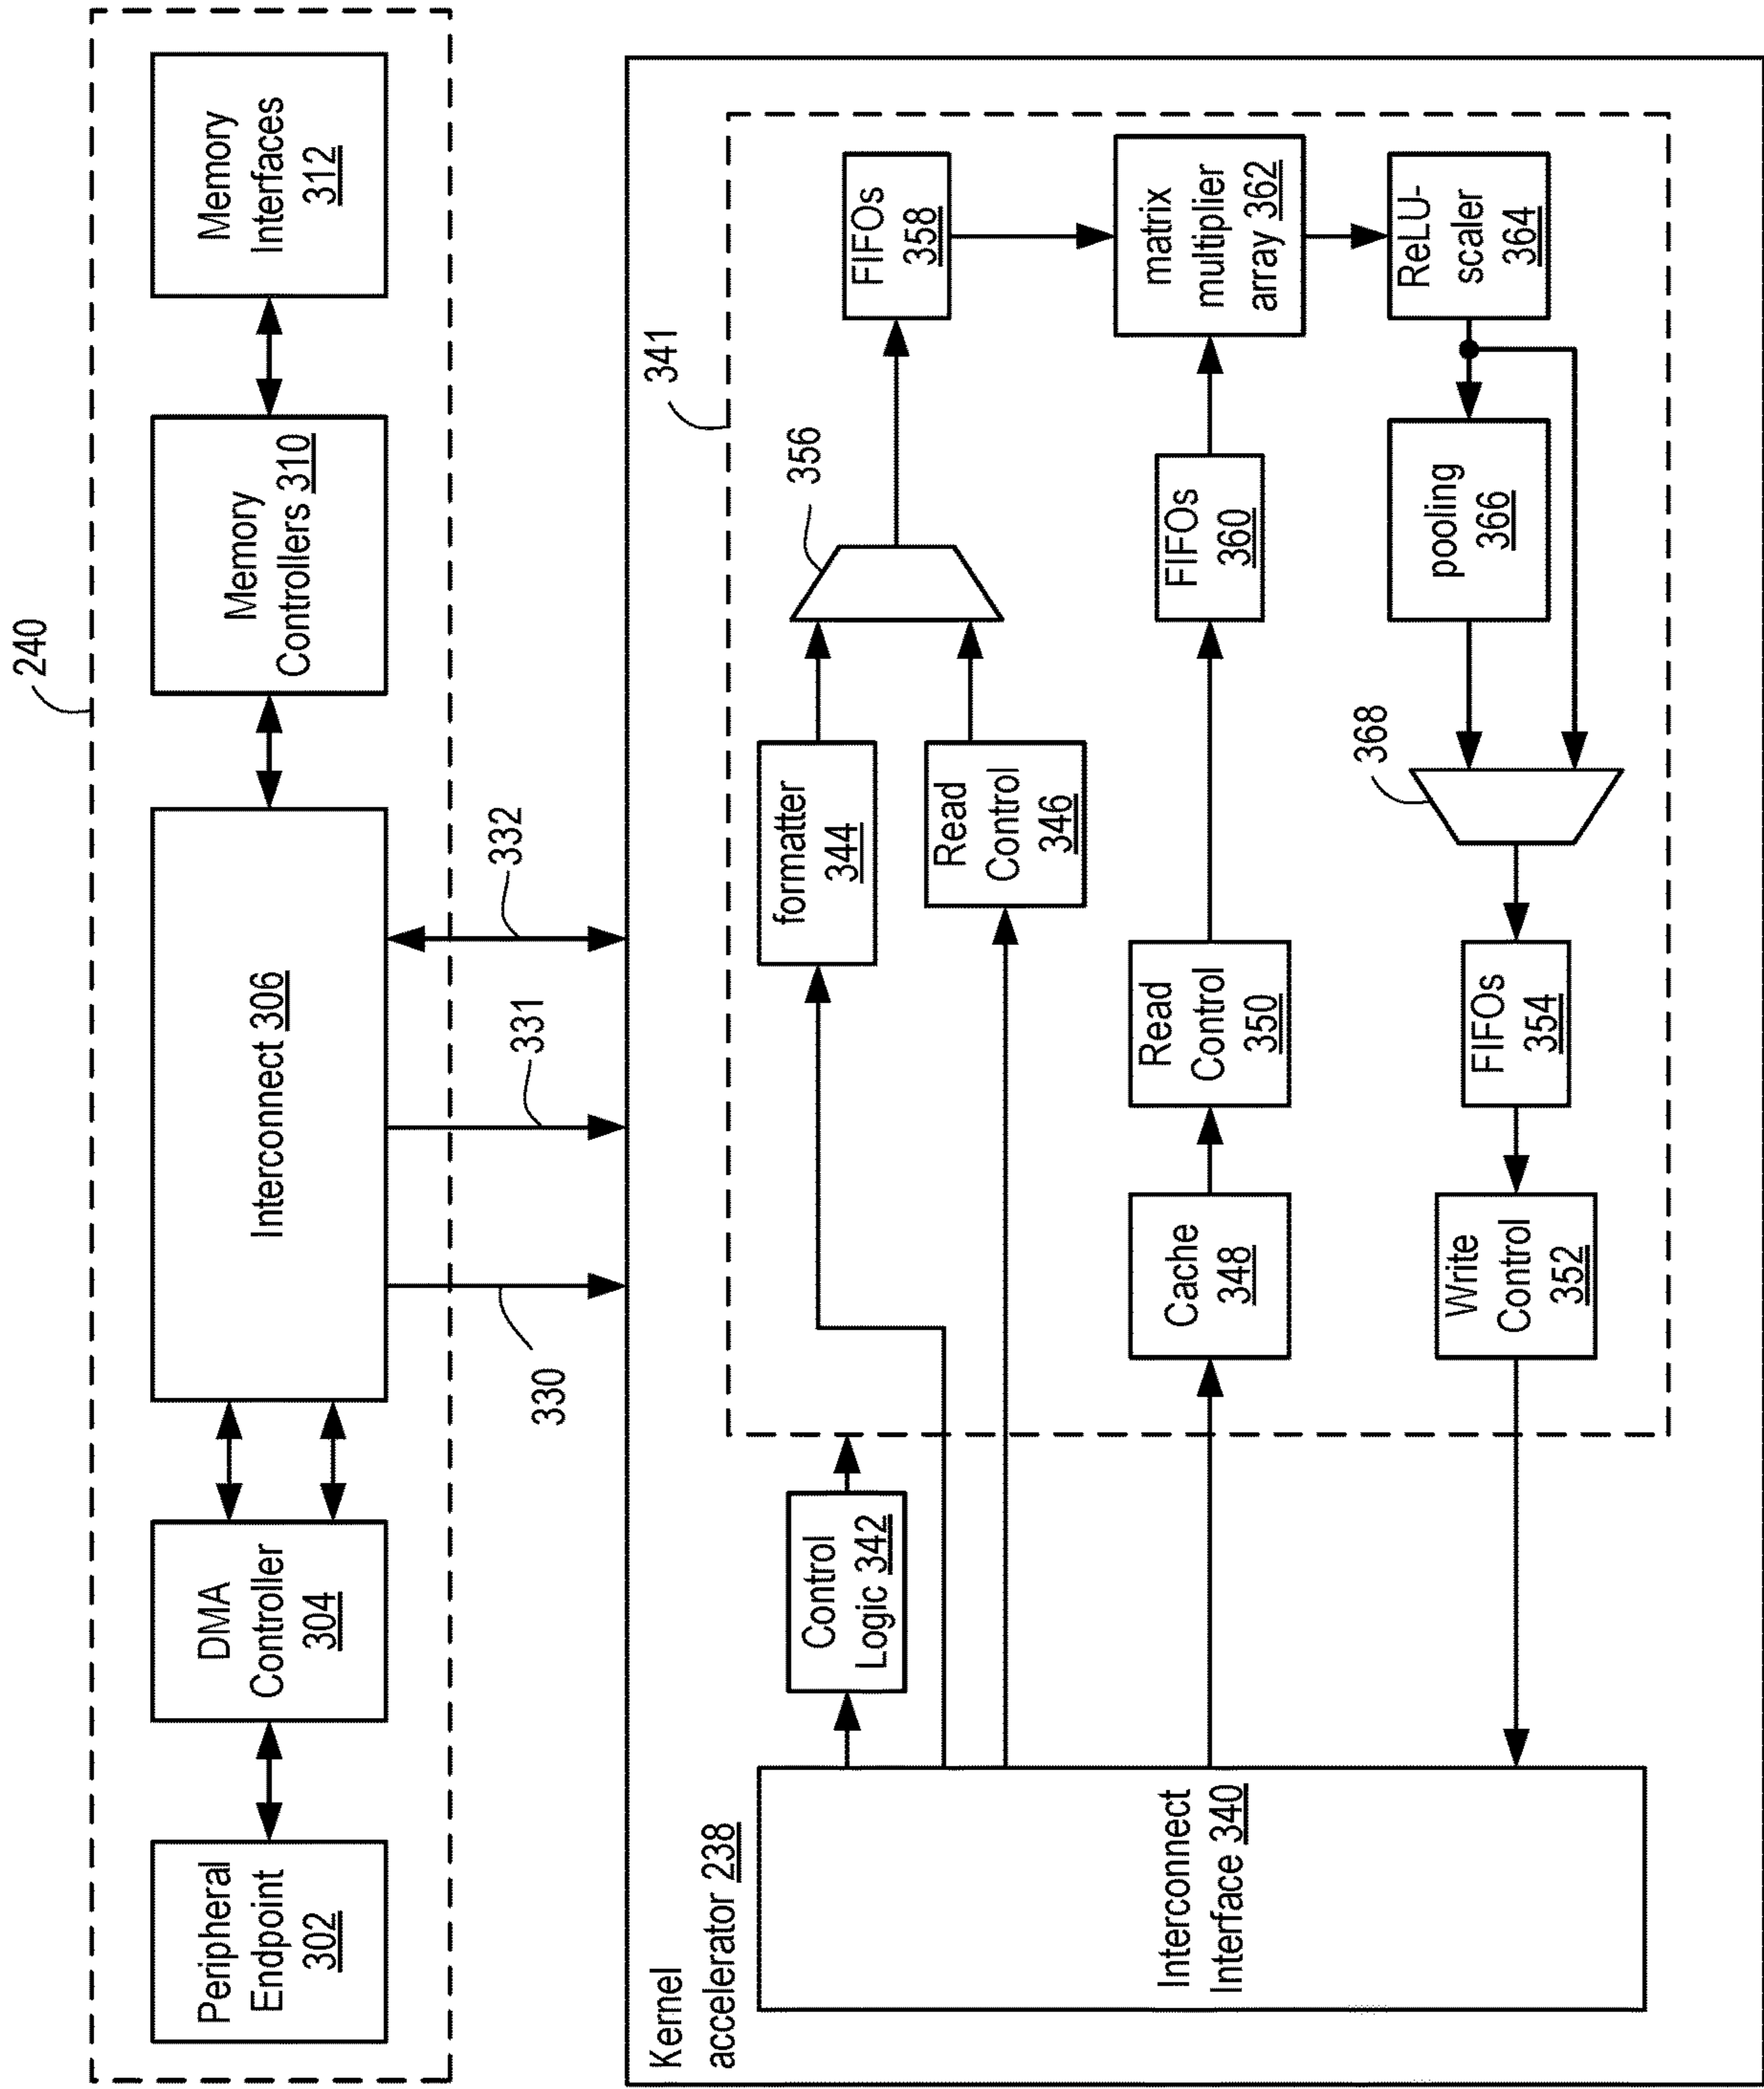 240
Peripheral
Endpoint
302
DMA
Controller
304
Interconnect 306
Memory
Controllers 310
Memory
Interfaces
312
330
331
332
Kernel
accelerator 238
341
Interconnect
Interface 340
Control
Logic 342
formatter
344
Read
Control
346
356
FIFOs
358
Cache
348
Read
Control
350
FIFOs
360
matrix
multiplier
array 362
Write
Control
352
FIFOs
354
368
pooling
366
ReLU-
scaler
364